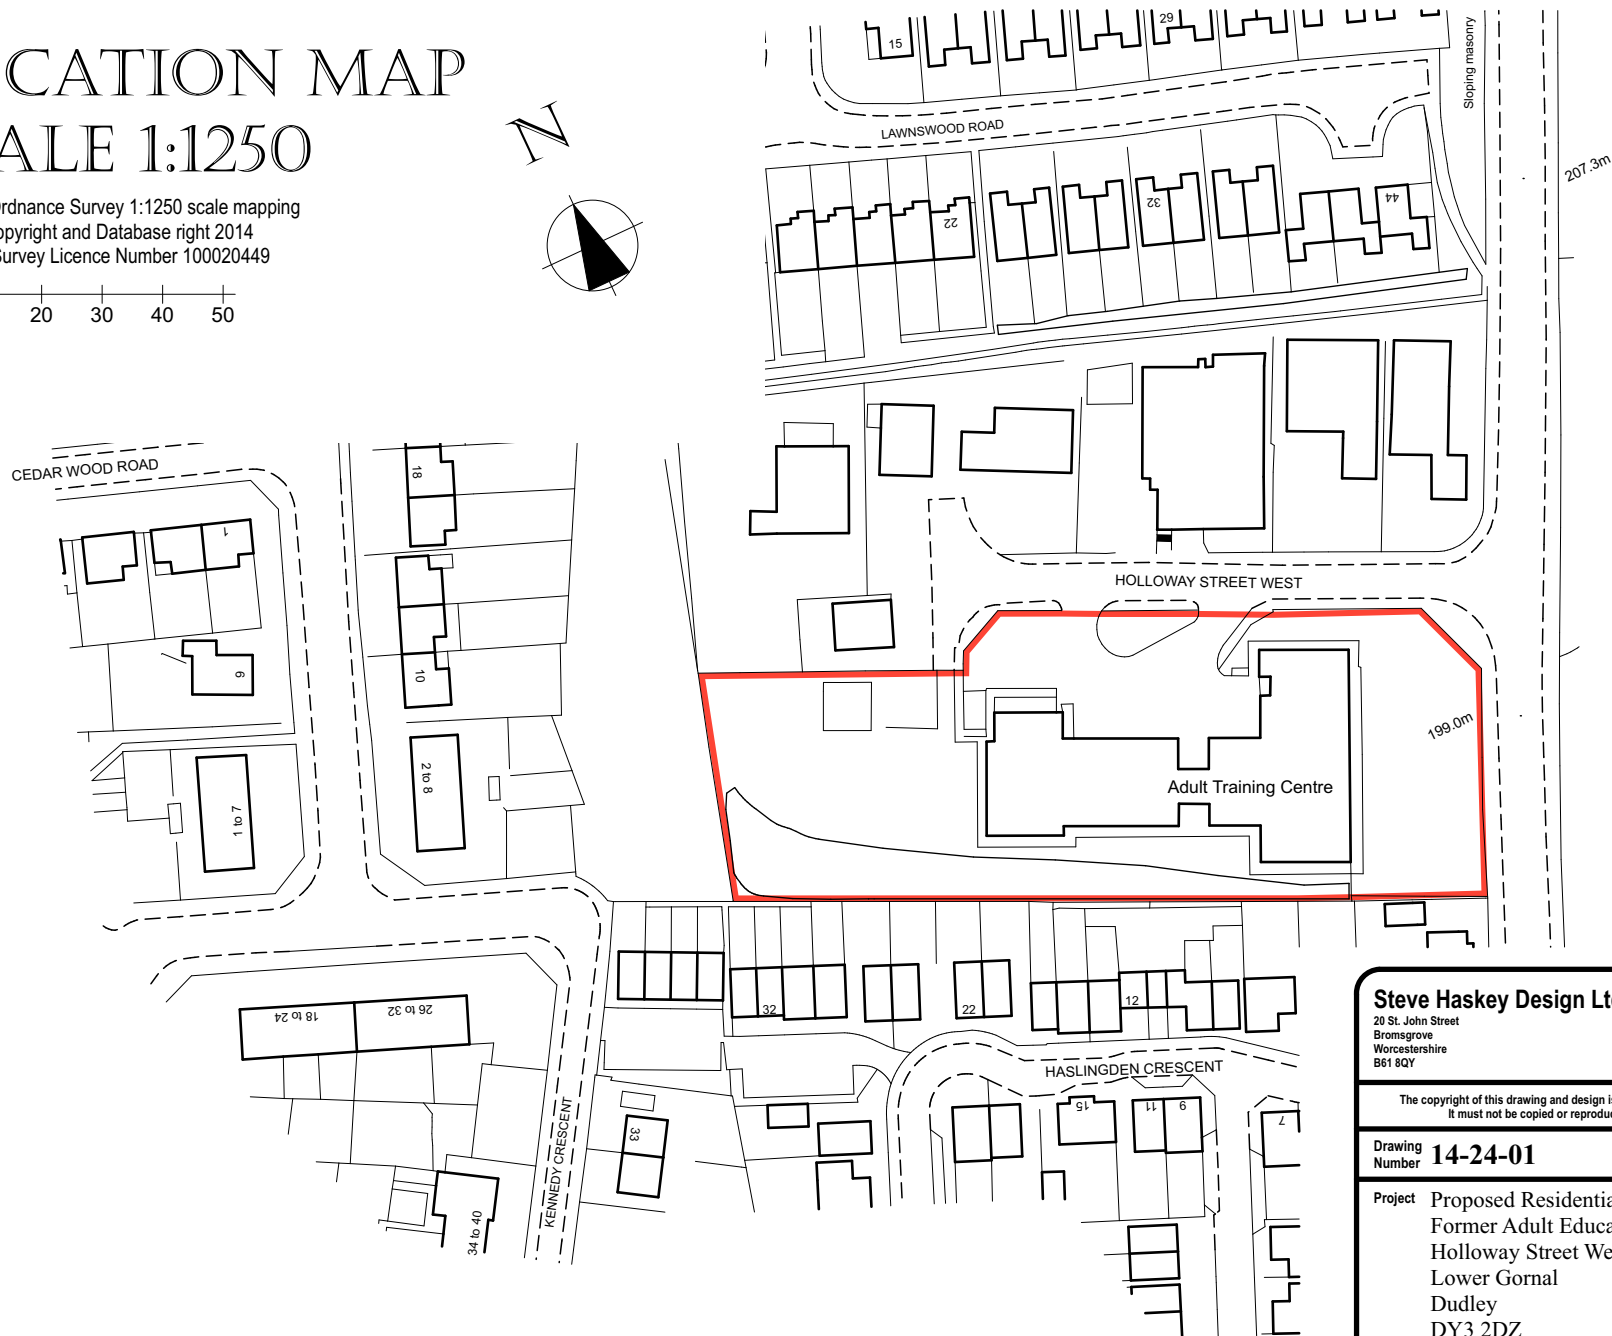 CATION MAP
ALE 1:1250
rdnance Survey 1:1250 scale mapping
opyright and Database right 2014
Survey Licence Number 100020449
20 30 40 50
N
15
29
Sloping masonry
LAWNSWOOD ROAD
207.3m
22
32
44
CEDAR WOOD ROAD
18
1
HOLLOWAY STREET WEST
6
10
199.0m
2 to 8
1 to 7
Adult Training Centre
18 to 24
26 to 32
32
22
12
HASLINGDEN CRESCENT
KENNEDY CRESCENT
33
15
11
9
7
34 to 40
Steve Haskey Design Lt
20 St. John Street
Bromsgrove
Worcestershire
B61 8QY
The copyright of this drawing and design is
It must not be copied or reprodu
Drawing
Number 14-24-01
Project Proposed Residentia
Former Adult Educa
Holloway Street We
Lower Gornal
Dudley
DY3 2DZ